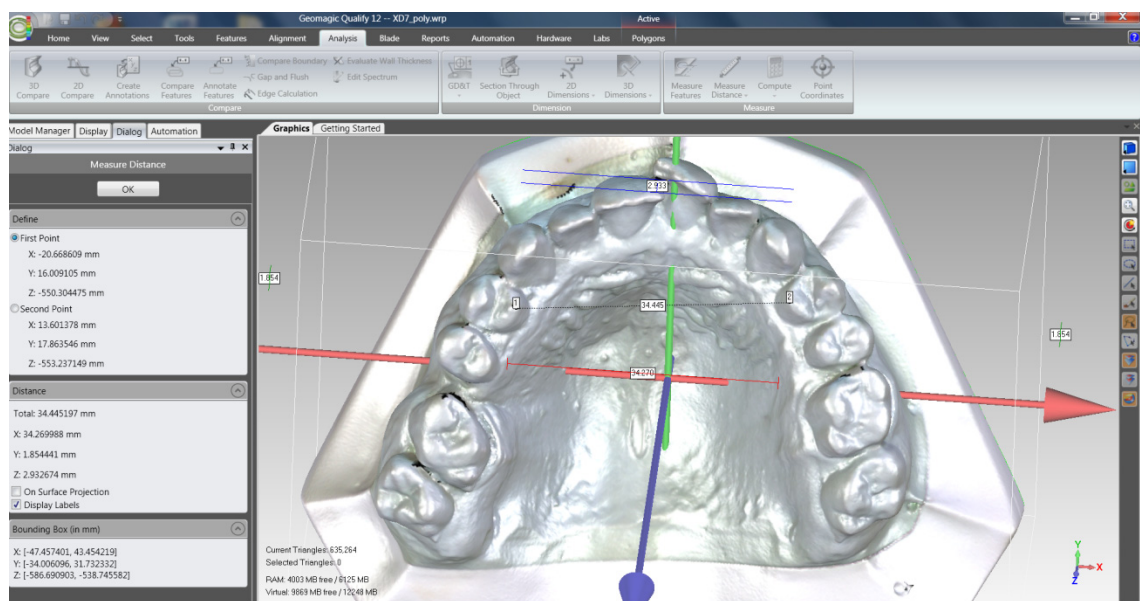 Geomagic Qualify 12 -- XD7_poly.wrp
Active
Home View Select Tools Features Alignment Analysis Blade Reports Automation Hardware Labs Polygons
3D Compare
2D Compare
Create Annotations
Compare Features
Annotate Features
Compare Boundary
Evaluate Wall Thickness
Gap and Flush
Edit Spectrum
Edge Calculation
Compare
GD&T
Section Through Object
2D Dimensions
3D Dimensions
Dimension
Measure Features
Measure Distance
Compute
Point Coordinates
Measure
Model Manager Display Dialog Automation
Graphics Getting Started
Dialog
Measure Distance
OK
Define
First Point
X: -20.668609 mm
Y: 16.009105 mm
Z: -550.304475 mm
Second Point
X: 13.601378 mm
Y: 17.863546 mm
Z: -553.237149 mm
Distance
Total: 34.445197 mm
X: 34.269988 mm
Y: 1.854441 mm
Z: 2.932674 mm
On Surface Projection
Display Labels
Bounding Box (in mm)
X: [-47.457401, 43.454219]
Y: [-34.006096, 31.732332]
Z: [-586.690903, -538.745582]
2.933
1.854
1
34.445
2
1.854
34.270
Current Triangles: 635,264
Selected Triangles: 0
RAM: 4003 MB free / 6125 MB
Virtual: 9869 MB free / 12248 MB
Y
X
Z